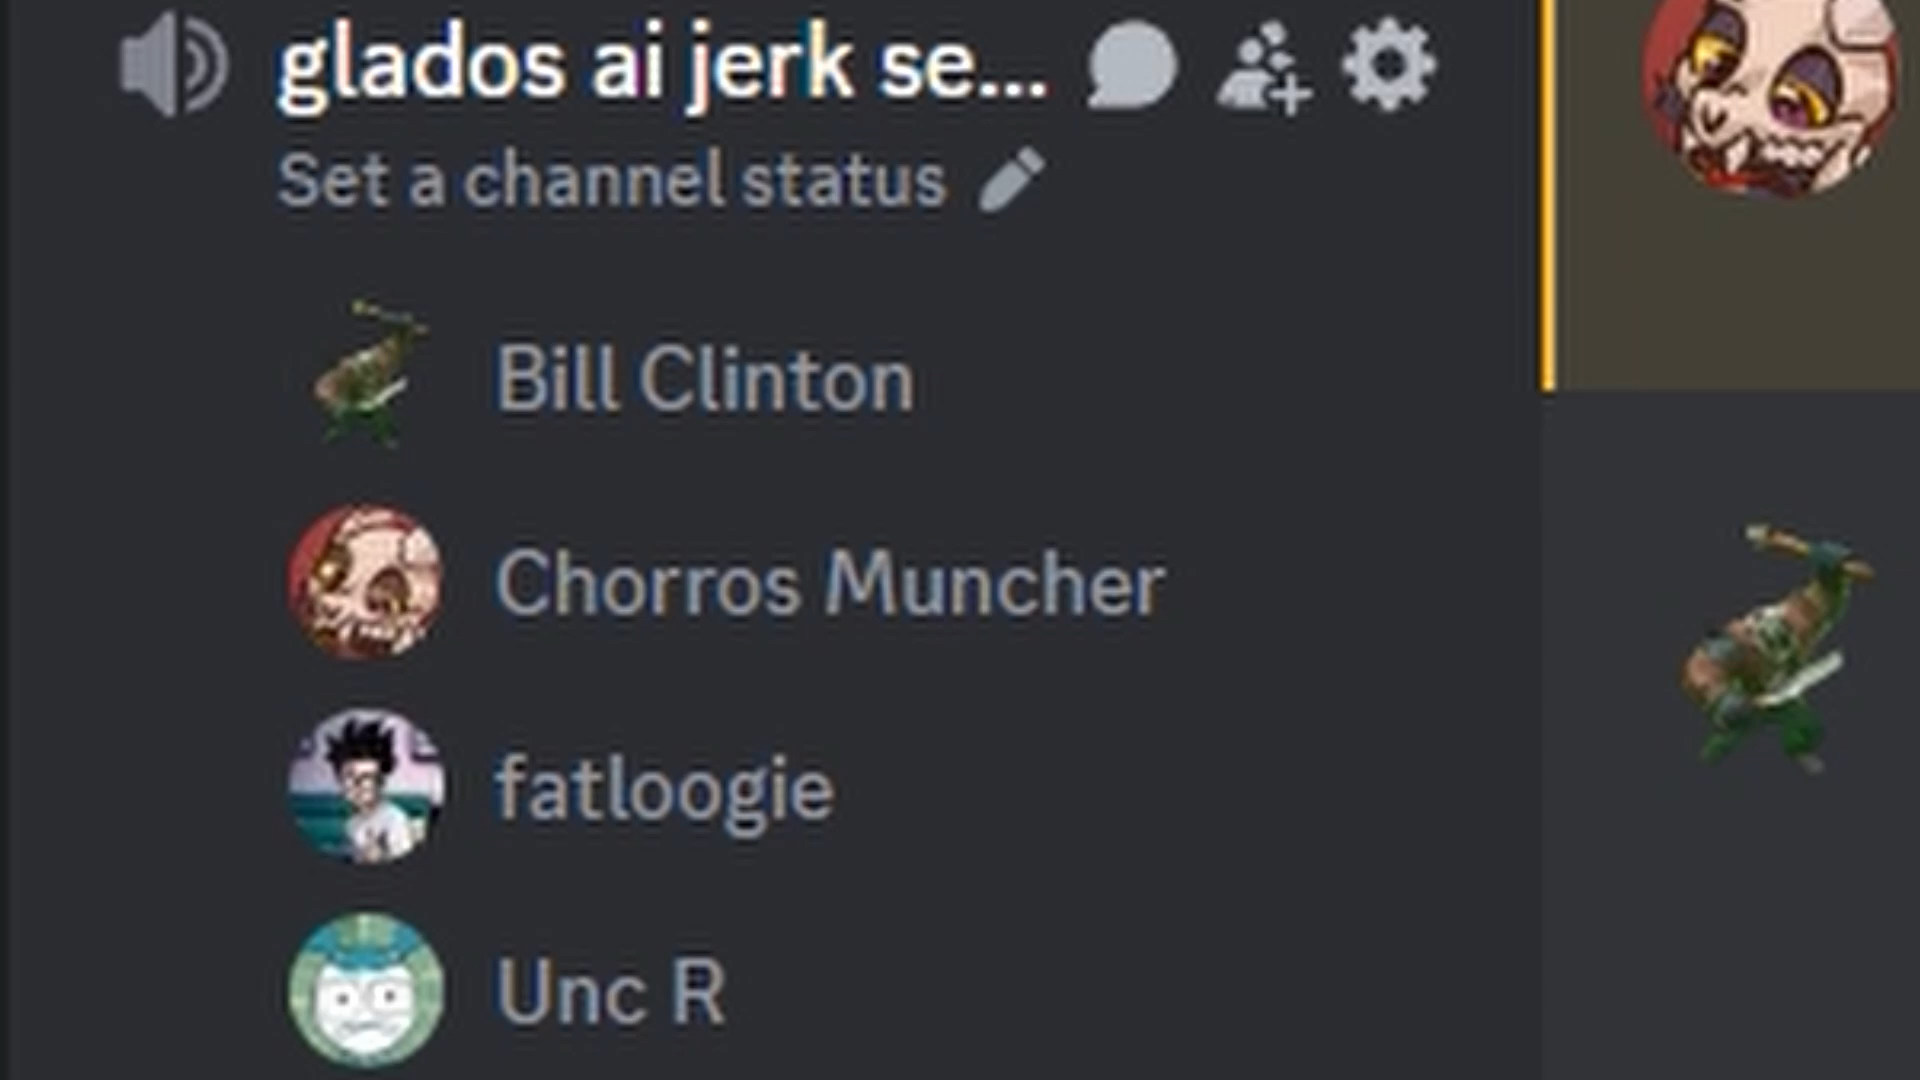 glados ai jerk se...
Set a channel status
Bill Clinton
Chorros Muncher
fatloogie
Unc R